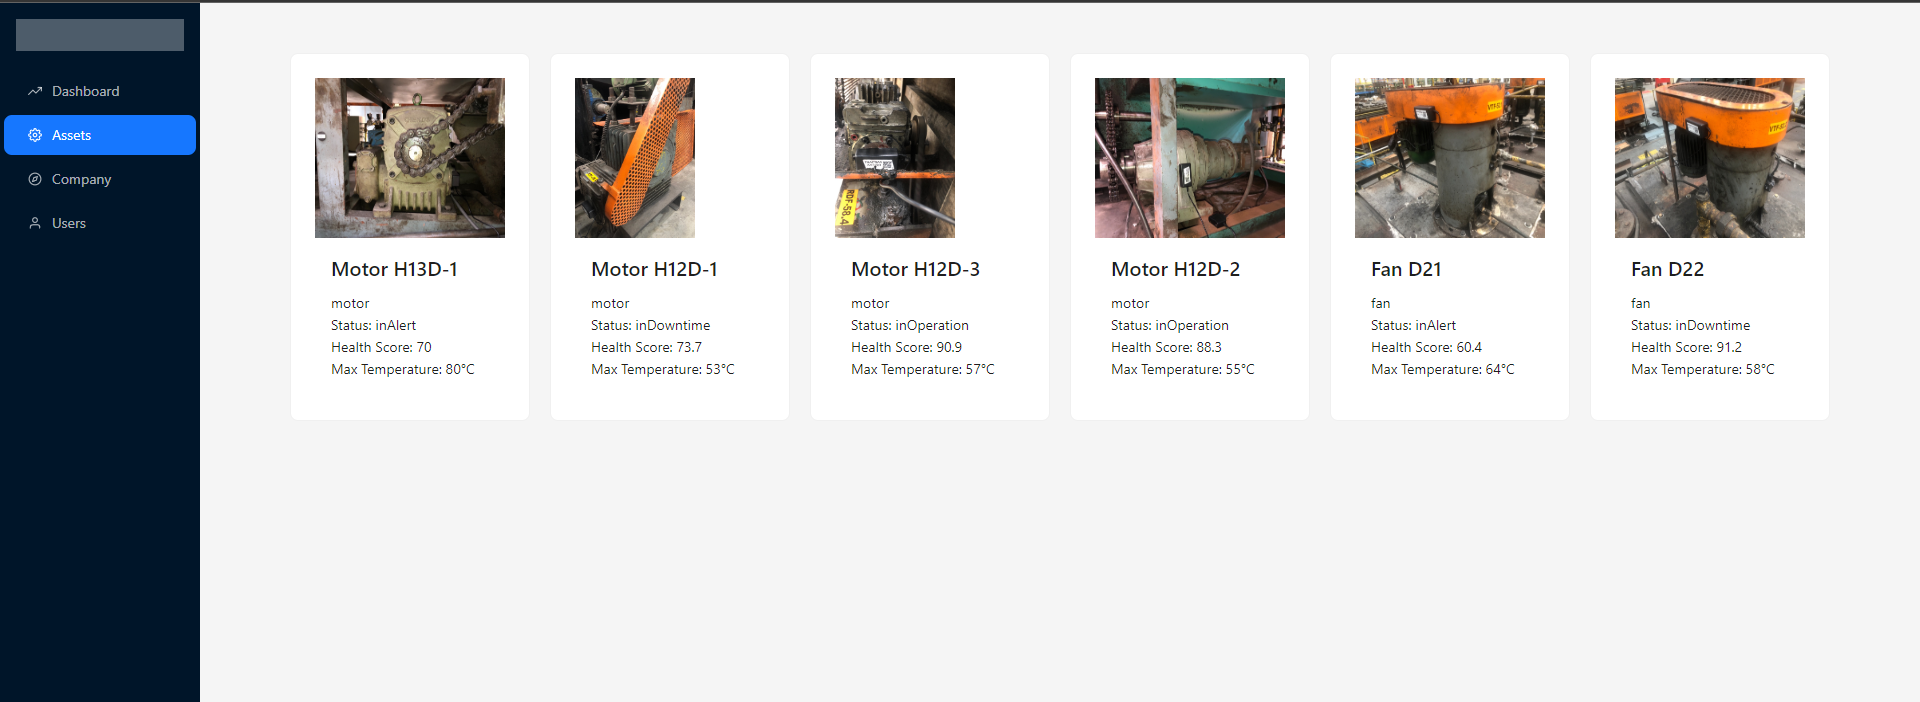 Dashboard
Assets
Company
Users
Motor H13D-1
motor
Status: inAlert
Health Score: 70
Max Temperature: 80°C
Motor H12D-1
motor
Status: inDowntime
Health Score: 73.7
Max Temperature: 53°C
RDF-58.A
Motor H12D-3
motor
Status: inOperation
Health Score: 90.9
Max Temperature: 57°C
Motor H12D-2
motor
Status: inOperation
Health Score: 88.3
Max Temperature: 55°C
Fan D21
fan
Status: inAlert
Health Score: 60.4
Max Temperature: 64°C
Fan D22
fan
Status: inDowntime
Health Score: 91.2
Max Temperature: 58°C